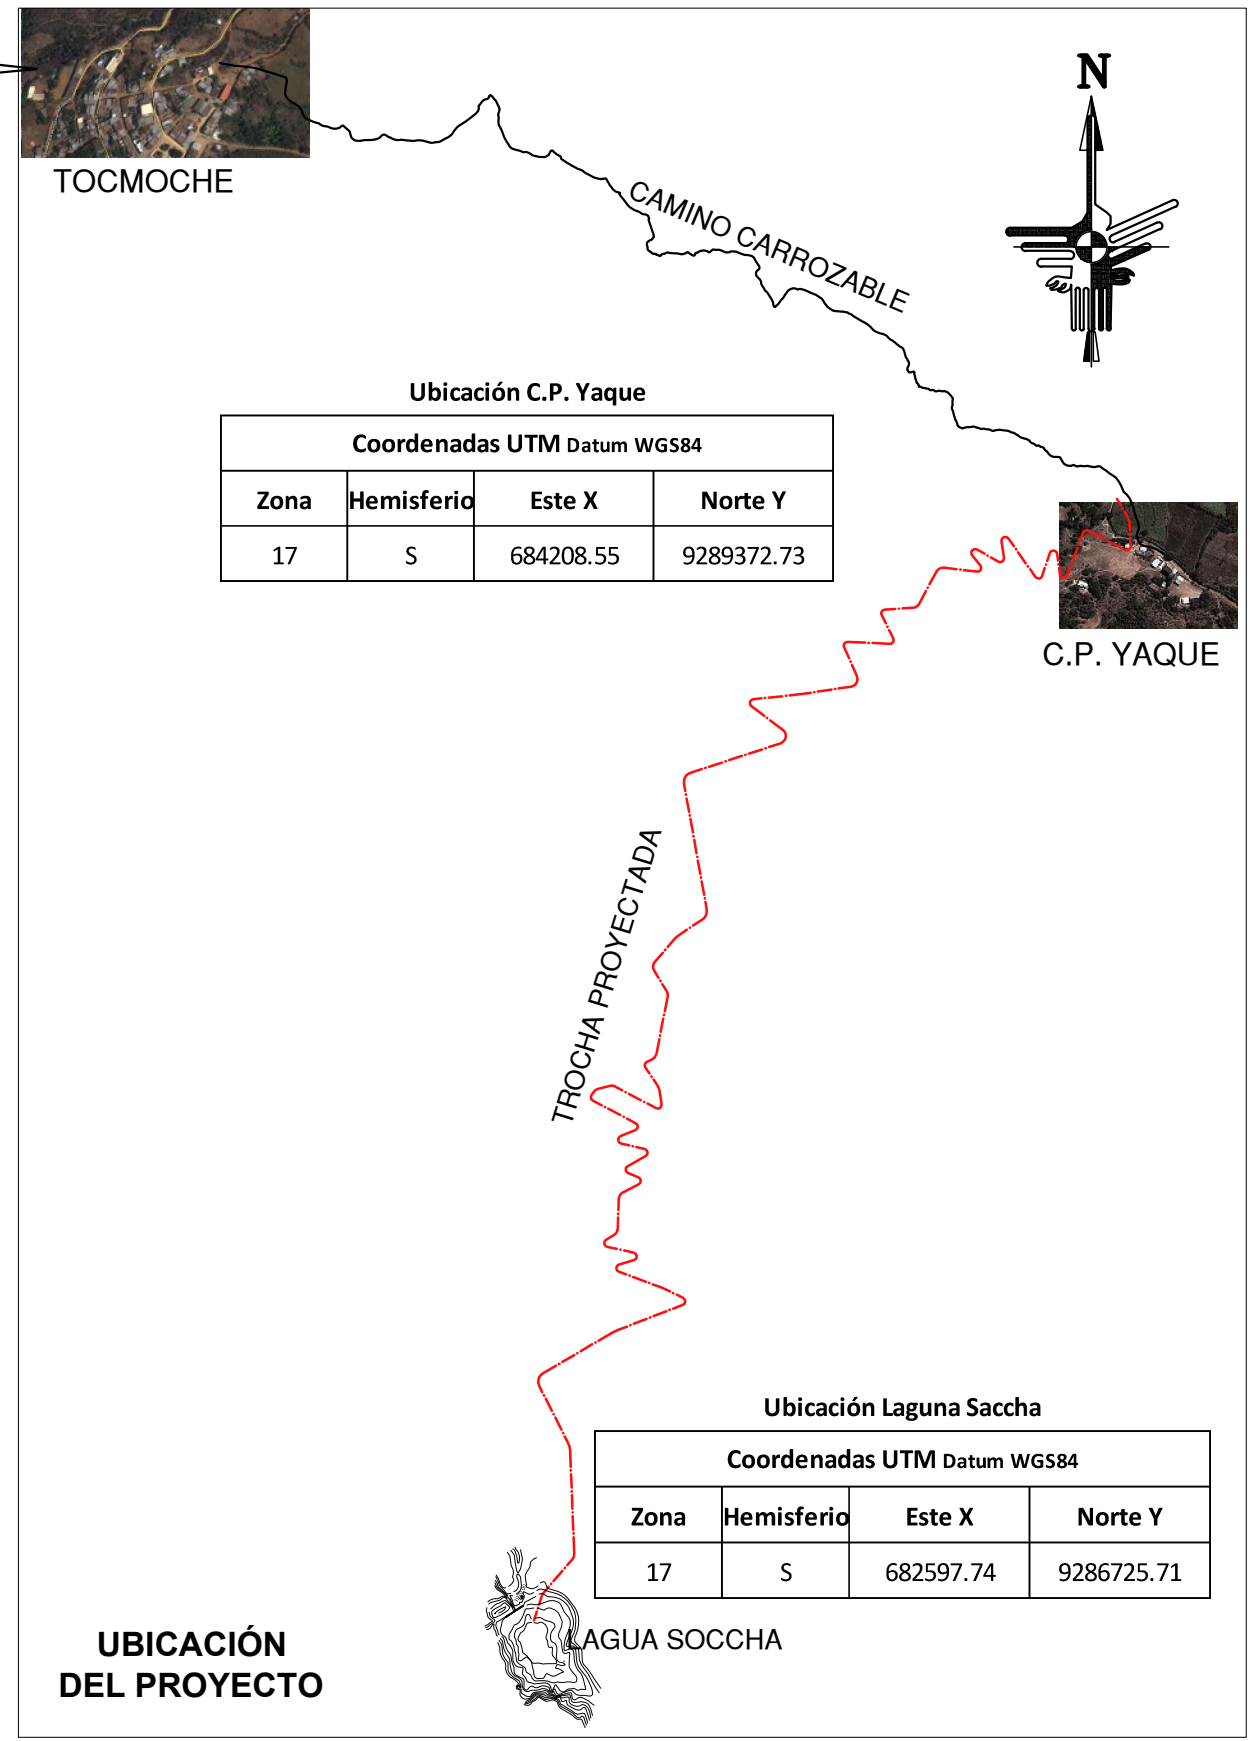 N
TOCMOCHE
CAMINO CARROZABLE
Ubicación C.P. Yaque
Coordenadas UTM Datum WGS84
Zona Hemisferio Este X Norte Y
17 S 684208.55 9289372.73
C.P. YAQUE
TROCHA PROYECTADA
Ubicación Laguna Saccha
Coordenadas UTM Datum WGS84
Zona Hemisferio Este X Norte Y
17 S 682597.74 9286725.71
LAGUA SOCCHA
UBICACIÓN
DEL PROYECTO